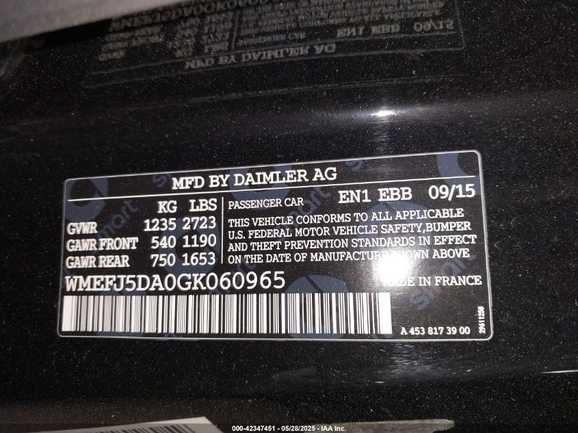 MFD BY DAIMLER AG
KG LBS
GVWR 1235 2723
GAWR FRONT 540 1190
GAWR REAR 750 1653
PASSENGER CAR EN1 EBB 09/15
THIS VEHICLE CONFORMS TO ALL APPLICABLE
U.S. FEDERAL MOTOR VEHICLE SAFETY, BUMPER
AND THEFT PREVENTION STANDARDS IN EFFECT
ON THE DATE OF MANUFACTURE SHOWN ABOVE
WMEFJ5DA0GK060965 MADE IN FRANCE
A 453 817 39 00
smart
smart
000-42347451 - 05/28/2025 - IAA Inc.